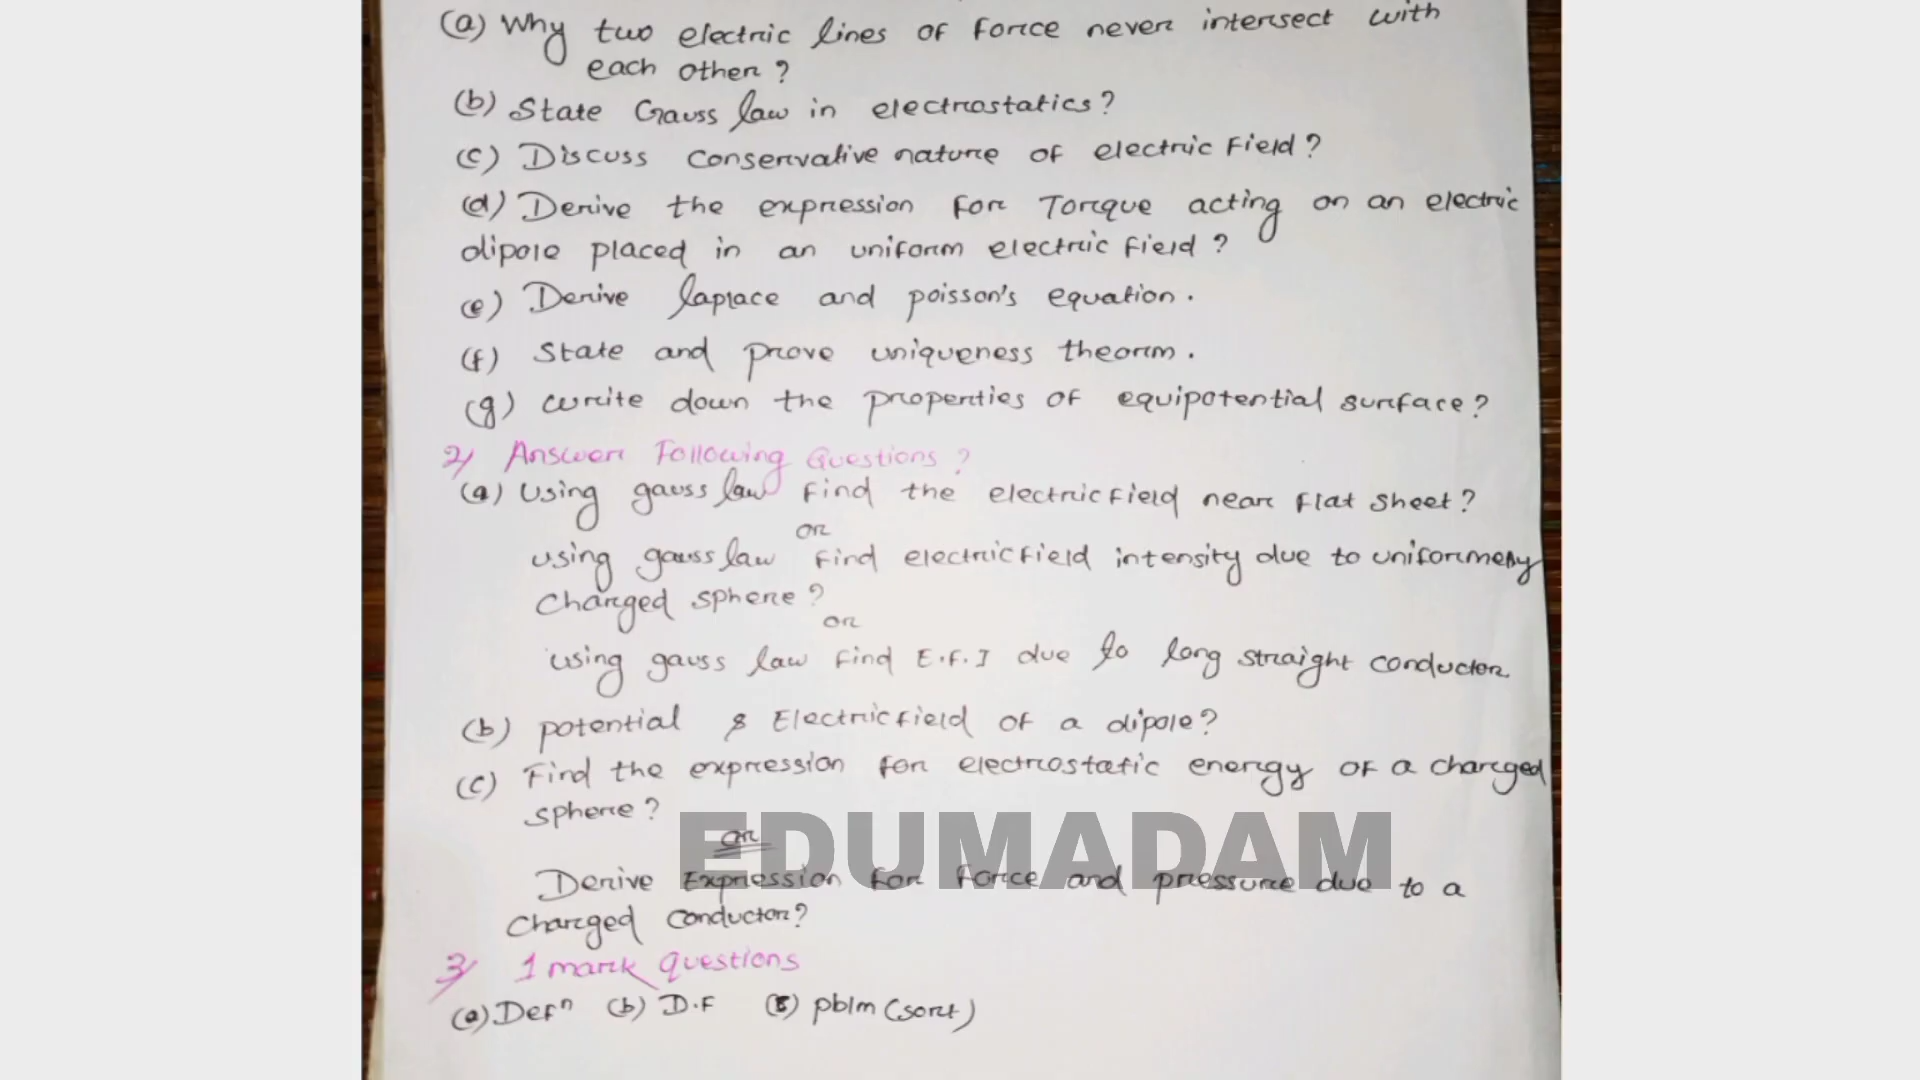 (a) Why two electric lines of force never intersect with
each other?
(b) State Gauss law in electrostatics?
(c) Discuss conservative nature of electric field?
(d) Derive the expression for Torque acting on an electric
dipole placed in an uniform electric field?
(e) Derive laplace and poisson's equation.
(f) State and prove uniqueness theorm.
(g) write down the properties of equipotential surface?
2) Answer Following Questions?
(a) Using gauss law find the electric field near flat sheet?
or
using gauss law find electric field intensity due to uniformely
Charged sphere?
or
using gauss law find E.F.I due to long straight conductor
(b) potential & Electric field of a dipole?
(c) Find the expression for electrostatic energy of a charged
sphere?
or
EDUMADAM
Derive Expression for force and pressure due to a
Charged conductor?
3) 1 mark questions
(a) Defⁿ (b) D.F (c) pblm (sort)